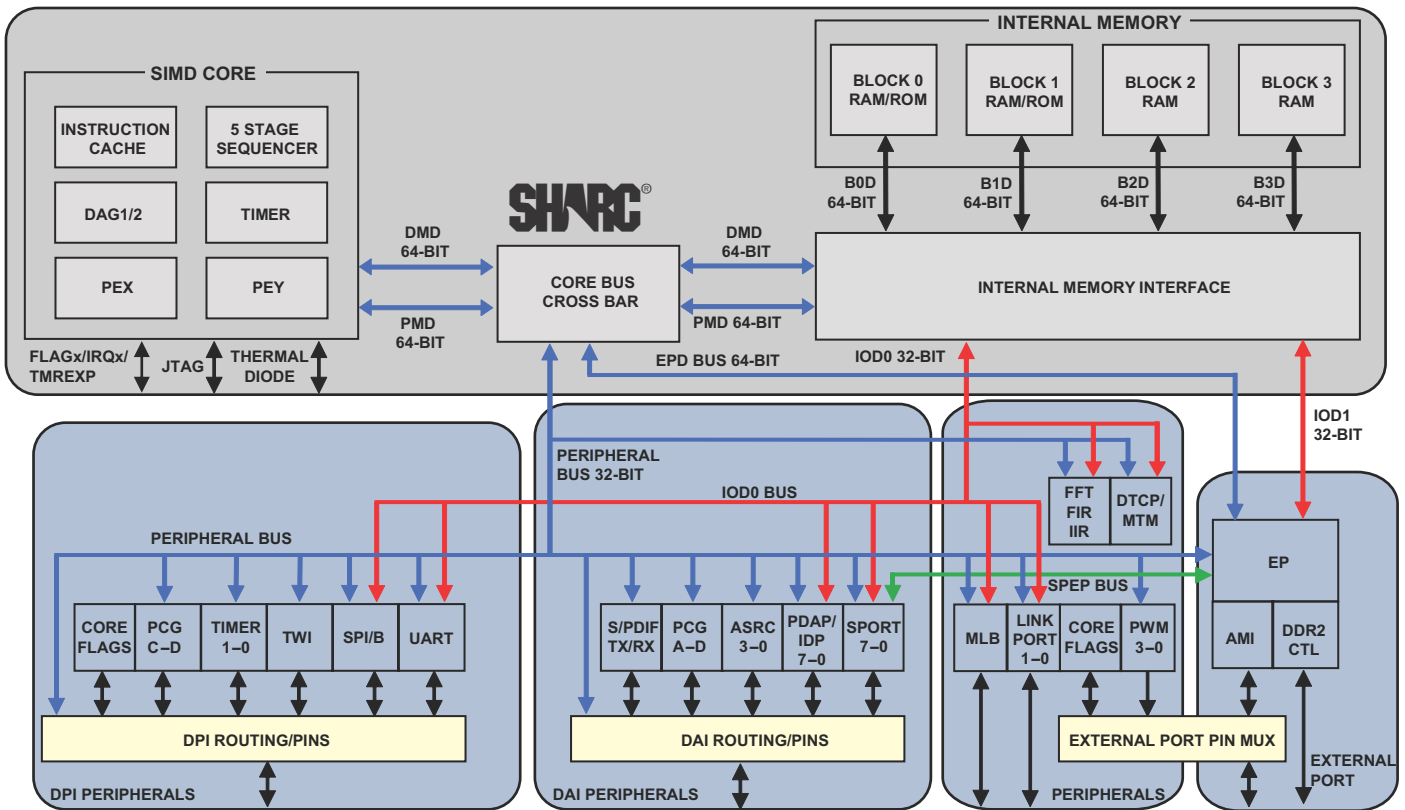 INTERNAL MEMORY
SIMD CORE
BLOCK 0
RAM/ROM
BLOCK 1
RAM/ROM
BLOCK 2
RAM
BLOCK 3
RAM
INSTRUCTION
CACHE
5 STAGE
SEQUENCER
DAG1/2
TIMER
PEX
PEY
B0D
64-BIT
B1D
64-BIT
B2D
64-BIT
B3D
64-BIT
SHARC®
DMD
64-BIT
DMD
64-BIT
CORE BUS
CROSS BAR
INTERNAL MEMORY INTERFACE
PMD
64-BIT
PMD 64-BIT
FLAGx/IRQx/
TMREXP
JTAG
THERMAL
DIODE
EPD BUS 64-BIT
IOD0 32-BIT
IOD1
32-BIT
PERIPHERAL
BUS 32-BIT
IOD0 BUS
FFT
FIR
IIR
DTCP/
MTM
PERIPHERAL BUS
EP
SPEP BUS
CORE
FLAGS
PCG
C–D
TIMER
1–0
TWI
SPI/B
UART
S/PDIF
TX/RX
PCG
A–D
ASRC
3–0
PDAP/
IDP
7–0
SPORT
7–0
MLB
LINK
PORT
1–0
CORE
FLAGS
PWM
3–0
AMI
DDR2
CTL
DPI ROUTING/PINS
DAI ROUTING/PINS
EXTERNAL PORT PIN MUX
DPI PERIPHERALS
DAI PERIPHERALS
PERIPHERALS
EXTERNAL
PORT